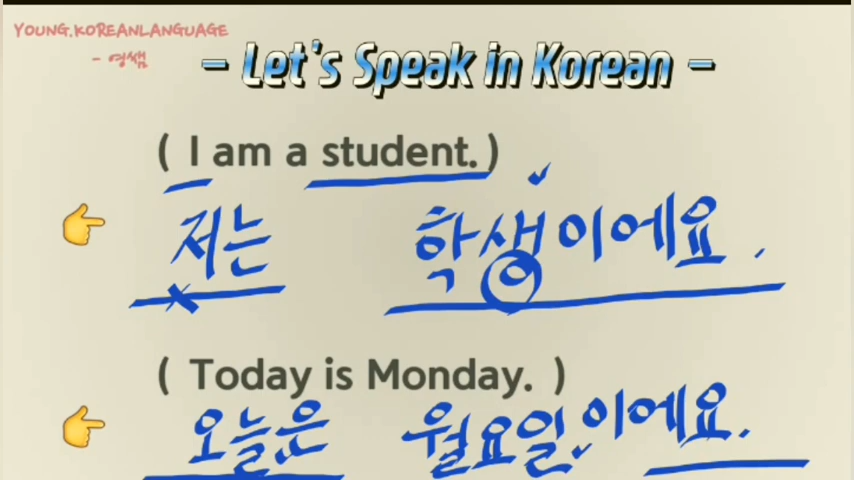 YOUNG.KOREANLANGUAGE
- 영쌤
- Let's Speak in Korean -
( I am a student. )
저는 학생이에요.
( Today is Monday. )
오늘은 월요일이에요.